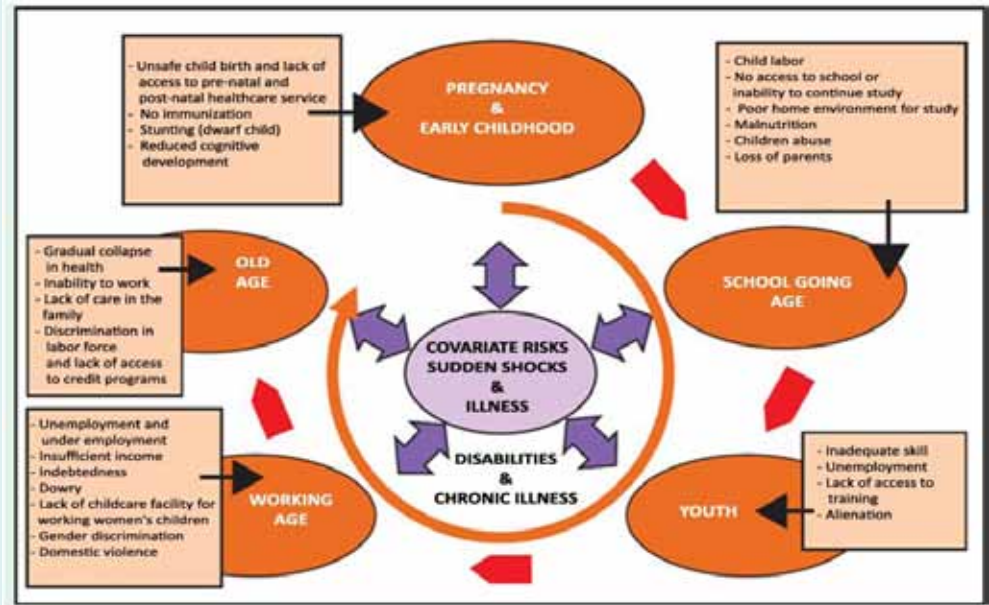 - Unsafe child birth and lack of
access to pre-natal and
post-natal healthcare service
- No immunization
- Stunting (dwarf child)
- Reduced cognitive
development
PREGNANCY
&
EARLY CHILDHOOD
- Child labor
- No access to school or
inability to continue study
- Poor home environment for study
- Malnutrition
- Children abuse
- Loss of parents
- Gradual collapse
in health
- Inability to work
- Lack of care in the
family
- Discrimination in
labor force
and lack of access
to credit programs
OLD
AGE
SCHOOL GOING
AGE
COVARIATE RISKS
SUDDEN SHOCKS
&
ILLNESS
DISABILITIES
&
CHRONIC ILLNESS
- Unemployment and
under employment
- Insufficient income
- Indebtedness
- Dowry
- Lack of childcare facility for
working women's children
- Gender discrimination
- Domestic violence
WORKING
AGE
YOUTH
- Inadequate skill
- Unemployment
- Lack of access to
training
- Alienation